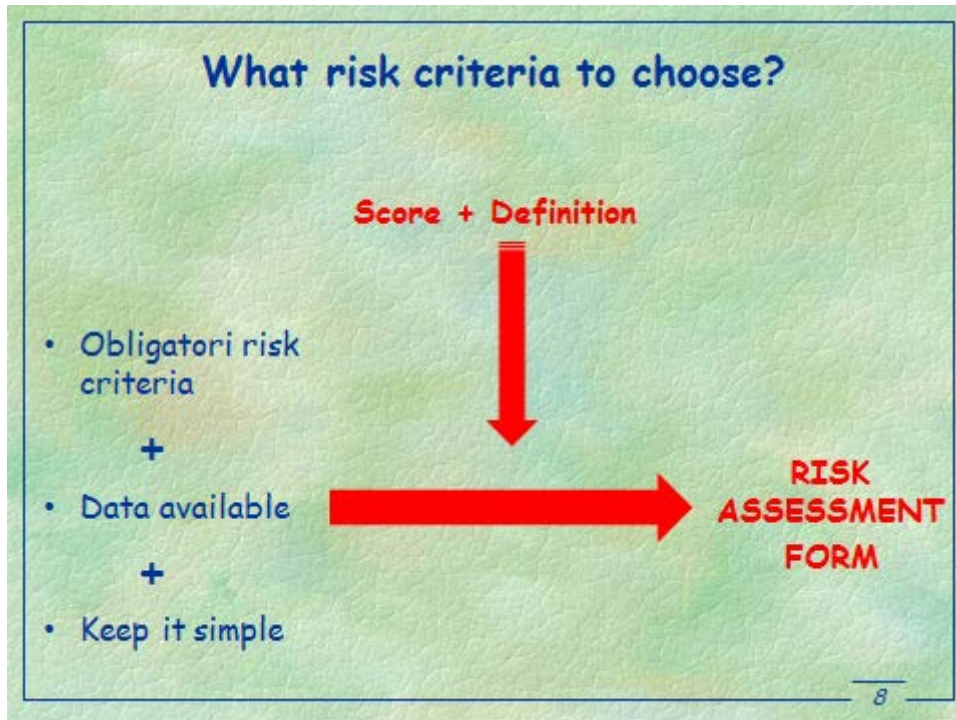 What risk criteria to choose?
Score + Definition
• Obligatori risk
criteria
+
• Data available
+
• Keep it simple
RISK
ASSESSMENT
FORM
8